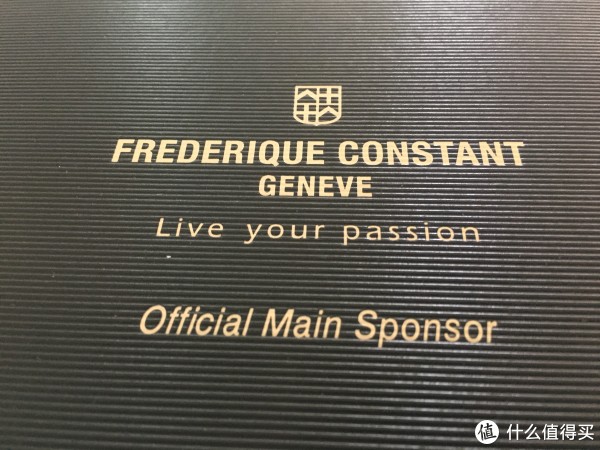 FREDERIQUE CONSTANT
GENEVE
Live your passion
Official Main Sponsor
值 什么值得买